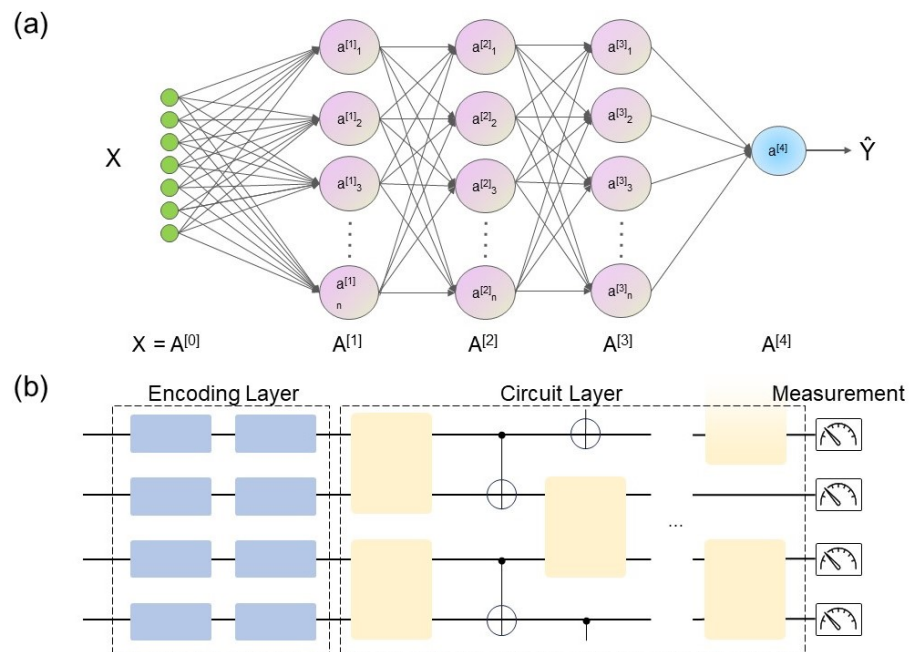 (a)
a[1]1 a[2]1 a[3]1
a[1]2 a[2]2 a[3]2
X a[1]3 a[2]3 a[3]3 a[4] Ŷ
a[1]
n a[2]n a[3]n
X = A[0] A[1] A[2] A[3] A[4]
(b)
Encoding Layer Circuit Layer Measurement
...